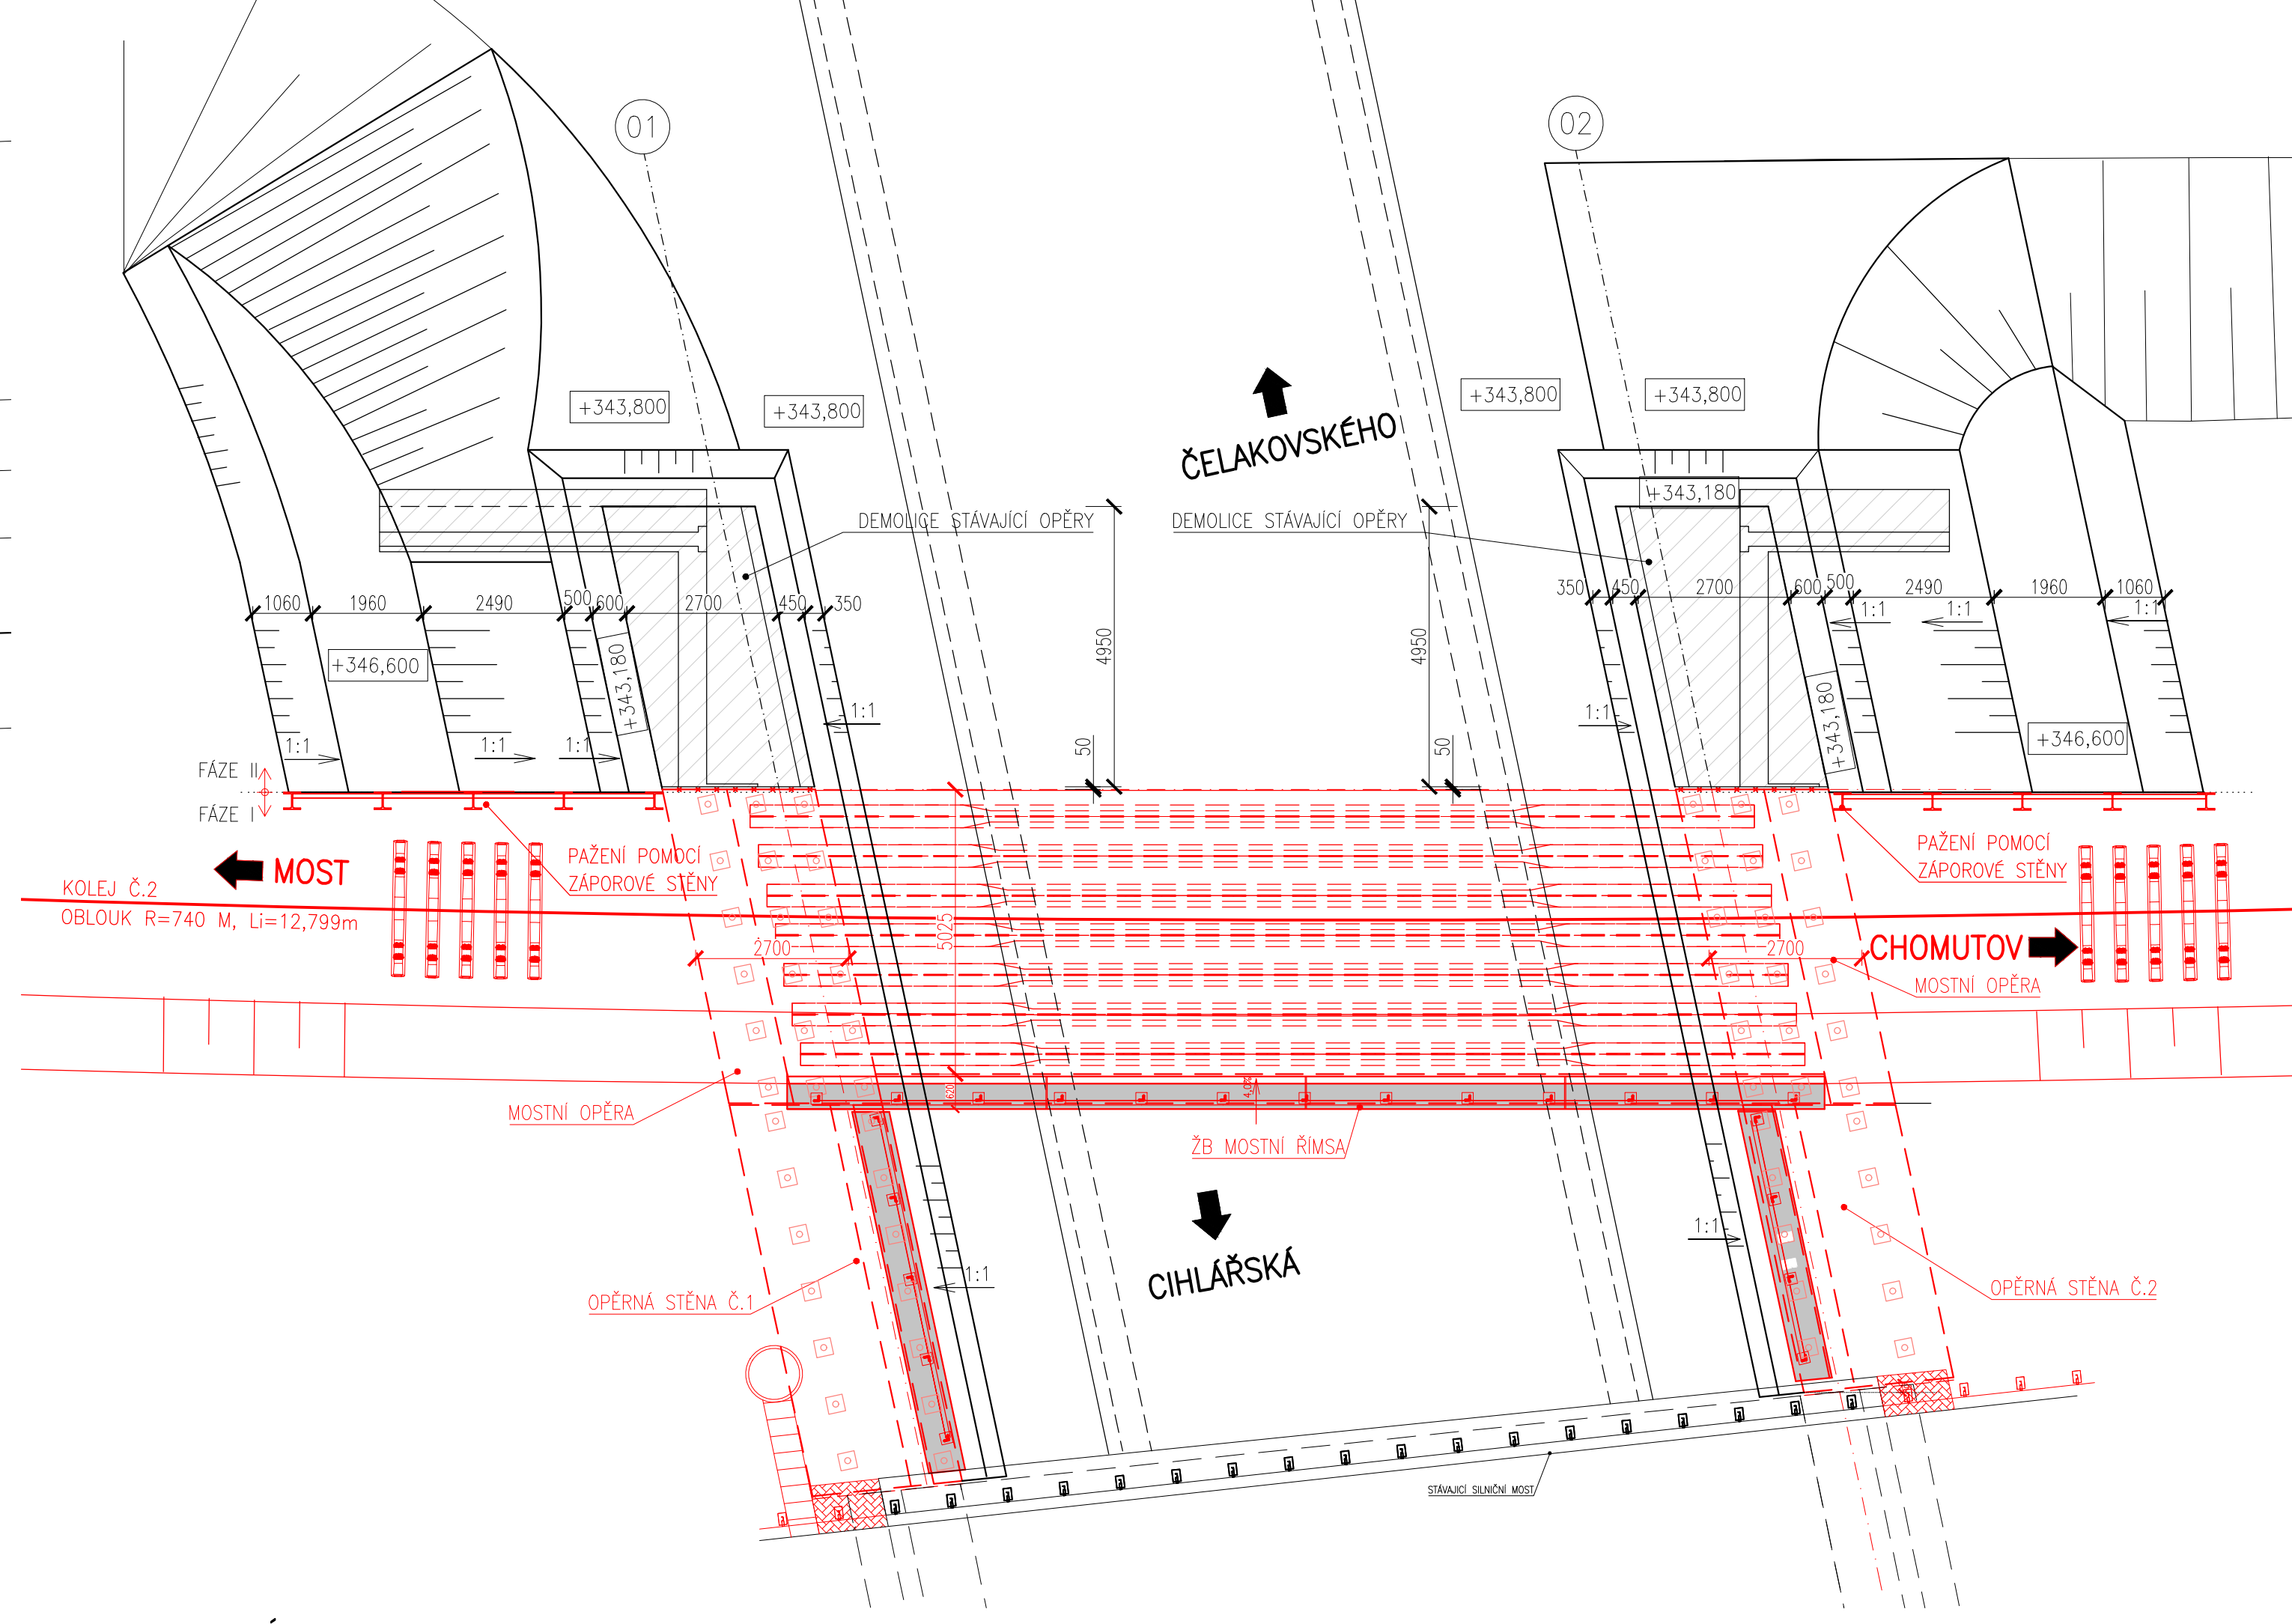 01
02
+343,800
+343,800
+343,800
+343,800
ČELAKOVSKÉHO
+343,180
DEMOLICE STÁVAJÍCÍ OPĚRY
DEMOLICE STÁVAJÍCÍ OPĚRY
1060
1960
2490
500
600
2700
450
350
350
450
2700
600
500
2490
1960
1060
1:1
1:1
1:1
4950
4950
+346,600
+343,180
+343,180
1:1
1:1
+346,600
1:1
1:1
1:1
50
50
FÁZE II
FÁZE I
PAŽENÍ POMOCÍ
ZÁPOROVÉ STĚNY
PAŽENÍ POMOCÍ
ZÁPOROVÉ STĚNY
MOST
KOLEJ Č.2
OBLOUK R=740 M, Li=12,799m
5025
2700
2700
CHOMUTOV
MOSTNÍ OPĚRA
620
4,0%
MOSTNÍ OPĚRA
ŽB MOSTNÍ ŘÍMSA
1:1
CIHLÁŘSKÁ
1:1
OPĚRNÁ STĚNA Č.1
OPĚRNÁ STĚNA Č.2
STÁVAJICÍ SILNIČNÍ MOST